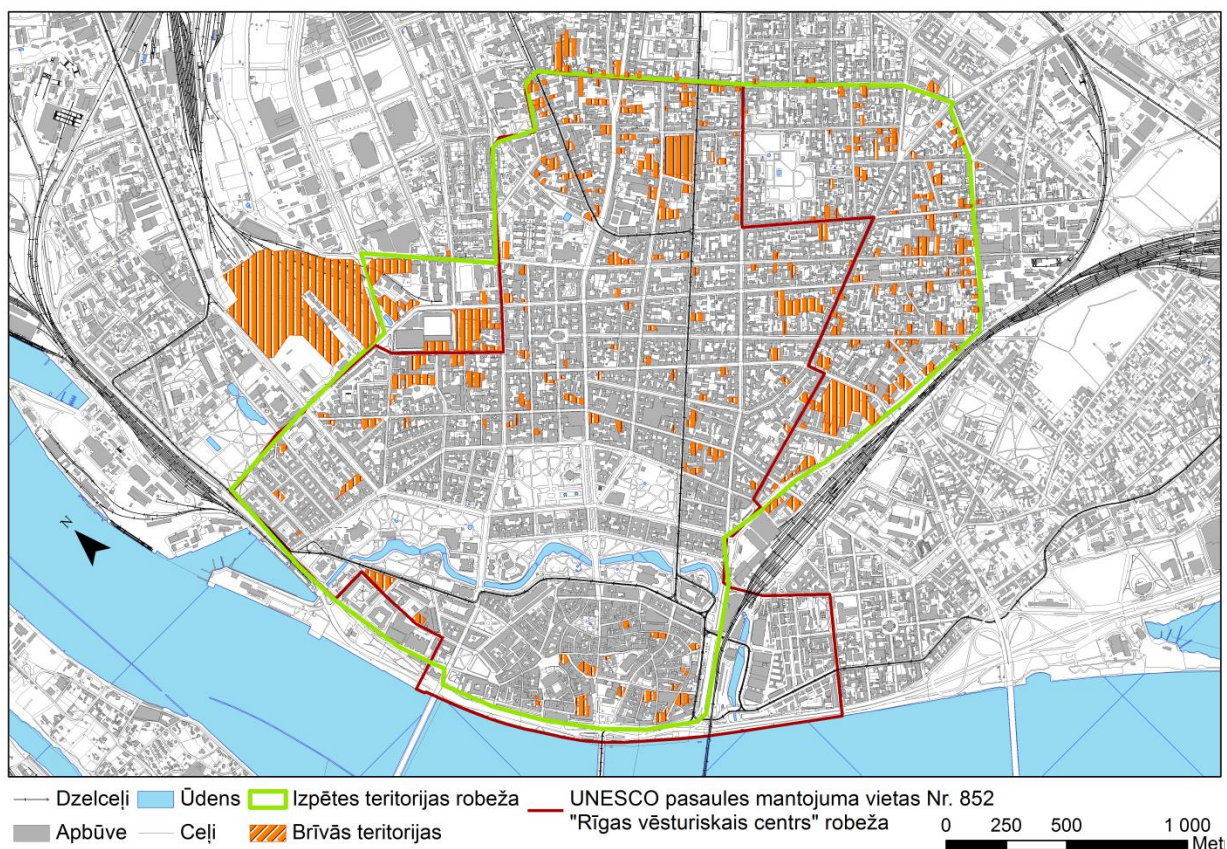 N
Dzelceļi
Ūdens
Izpētes teritorijas robeža
UNESCO pasaules mantojuma vietas Nr. 852
"Rīgas vēsturiskais centrs" robeža
Apbūve
Ceļi
Brīvās teritorijas
0 250 500 1 000
Met